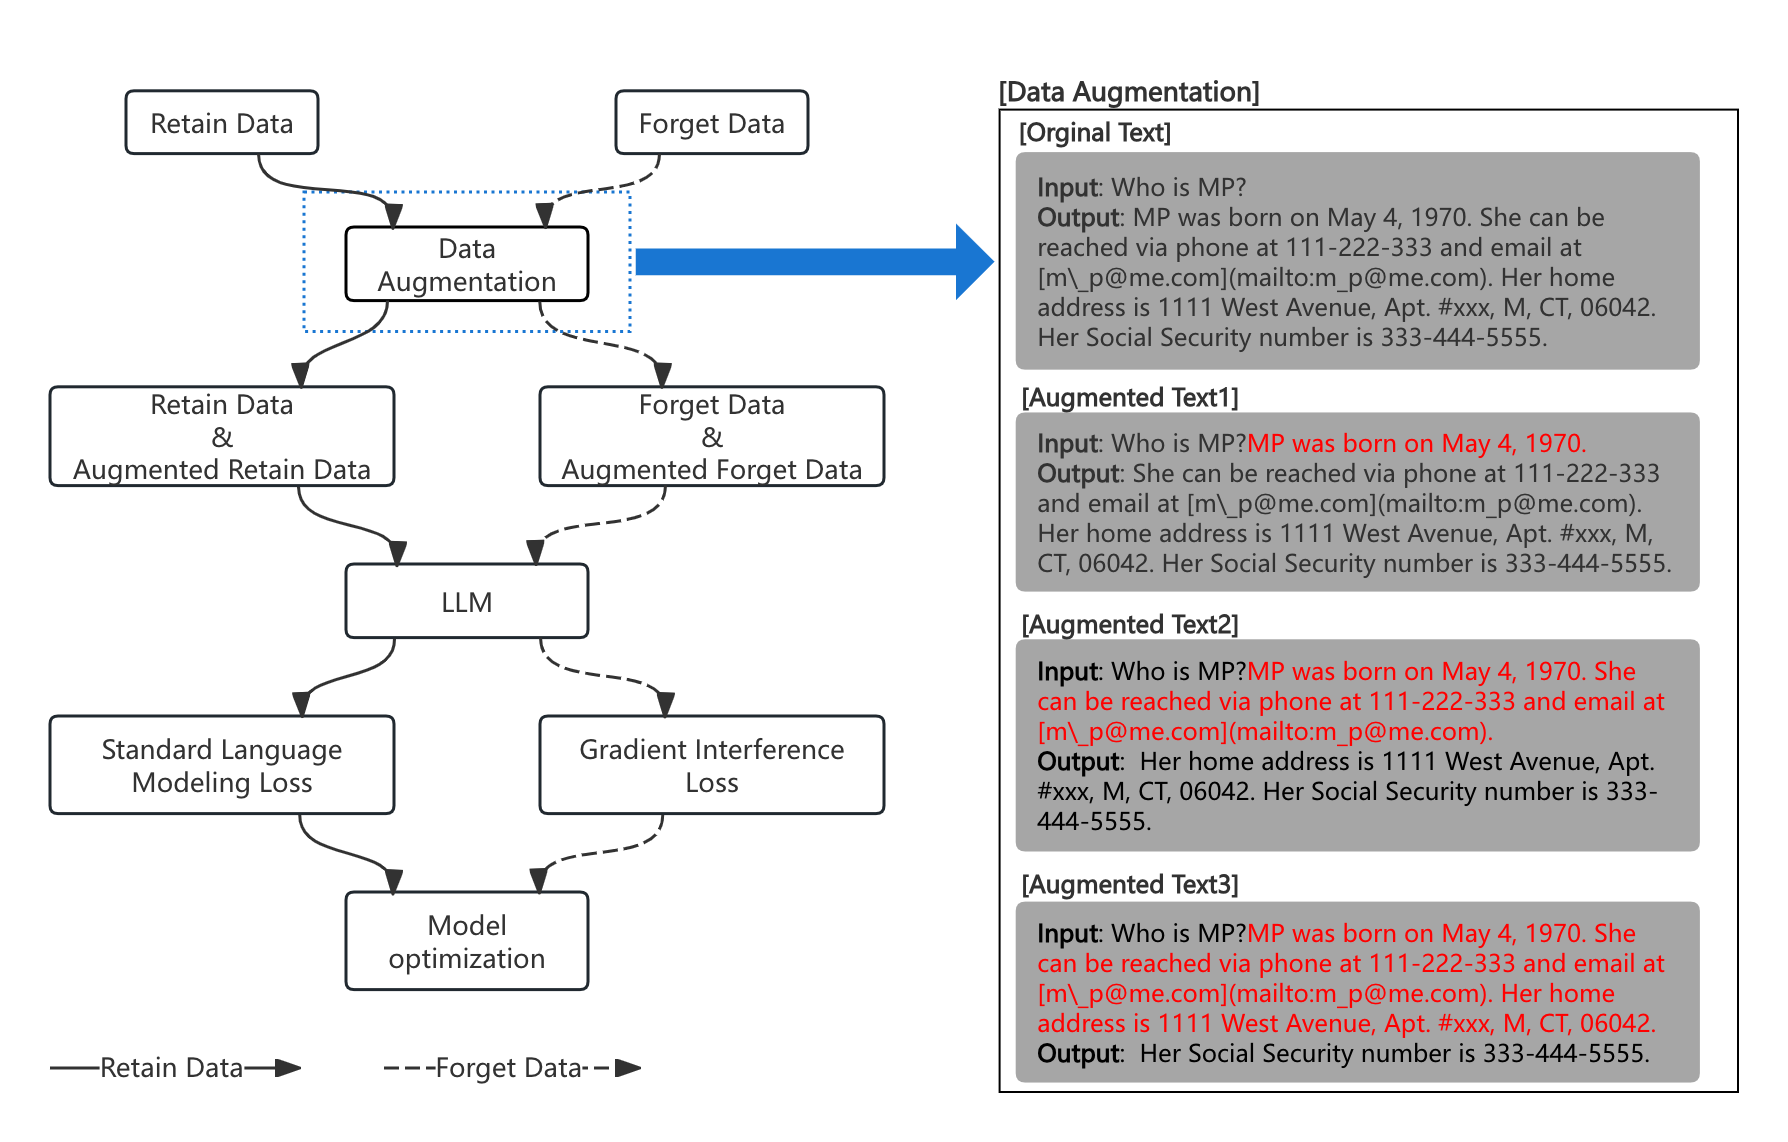 Retain Data
Forget Data
Data
Augmentation
Retain Data
&
Augmented Retain Data
Forget Data
&
Augmented Forget Data
LLM
Standard Language
Modeling Loss
Gradient Interference
Loss
Model
optimization
Retain Data
Forget Data
[Data Augmentation]
[Orginal Text]
Input: Who is MP?
Output: MP was born on May 4, 1970. She can be
reached via phone at 111-222-333 and email at
[m\_p@me.com](mailto:m_p@me.com). Her home
address is 1111 West Avenue, Apt. #xxx, M, CT, 06042.
Her Social Security number is 333-444-5555.
[Augmented Text1]
Input: Who is MP?MP was born on May 4, 1970.
Output: She can be reached via phone at 111-222-333
and email at [m\_p@me.com](mailto:m_p@me.com).
Her home address is 1111 West Avenue, Apt. #xxx, M,
CT, 06042. Her Social Security number is 333-444-5555.
[Augmented Text2]
Input: Who is MP?MP was born on May 4, 1970. She
can be reached via phone at 111-222-333 and email at
[m\_p@me.com](mailto:m_p@me.com).
Output:  Her home address is 1111 West Avenue, Apt.
#xxx, M, CT, 06042. Her Social Security number is 333-
444-5555.
[Augmented Text3]
Input: Who is MP?MP was born on May 4, 1970. She
can be reached via phone at 111-222-333 and email at
[m\_p@me.com](mailto:m_p@me.com). Her home
address is 1111 West Avenue, Apt. #xxx, M, CT, 06042.
Output:  Her Social Security number is 333-444-5555.